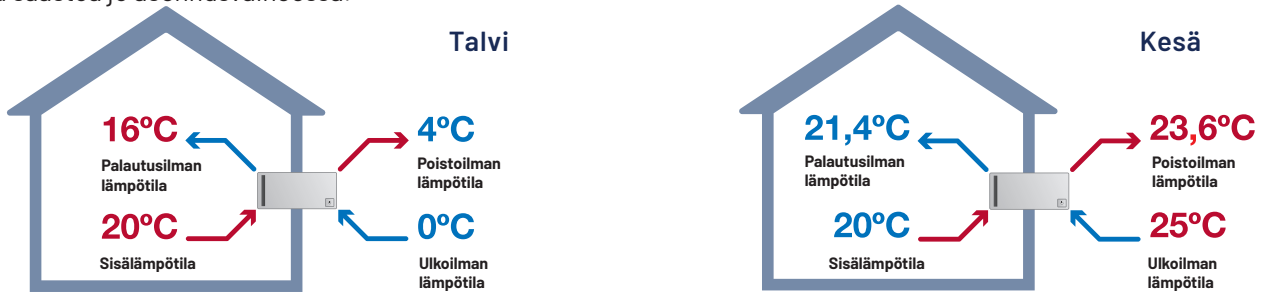 Talvi
16ºC
Palautusilman
lämpötila
4ºC
Poistoilman
lämpötila
20ºC
Sisälämpötila
0ºC
Ulkoilman
lämpötila
Kesä
21,4ºC
Palautusilman
lämpötila
23,6ºC
Poistoilman
lämpötila
20ºC
Sisälämpötila
25ºC
Ulkoilman
lämpötila